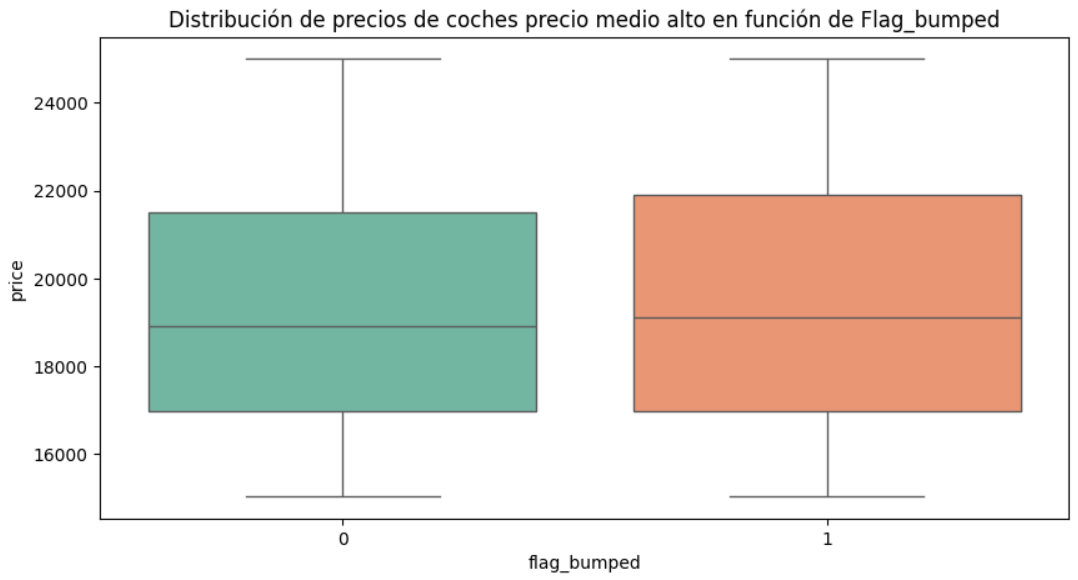 Distribución de precios de coches precio medio alto en función de Flag_bumped
24000
22000
20000
18000
16000
price
0 1
flag_bumped